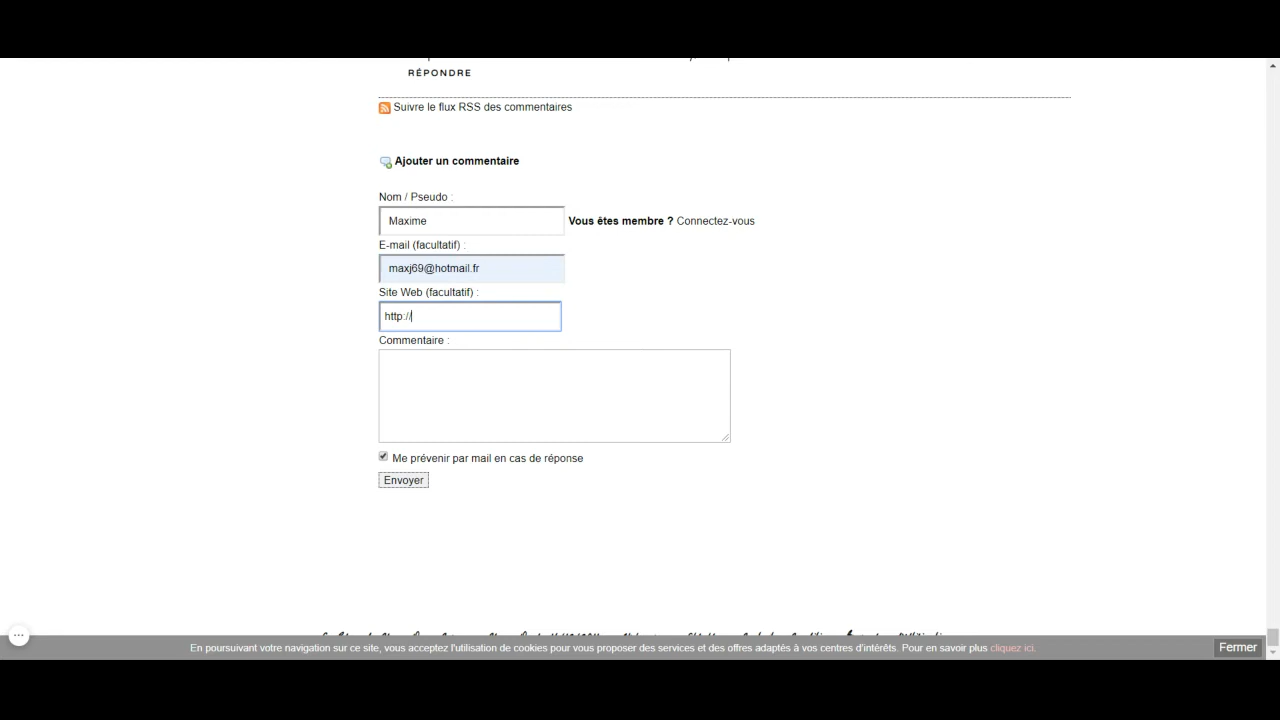 RÉPONDRE
Suivre le flux RSS des commentaires
Ajouter un commentaire
Nom / Pseudo :
Maxime
Vous êtes membre ? Connectez-vous
E-mail (facultatif) :
maxj69@hotmail.fr
Site Web (facultatif) :
http://
Commentaire :
Me prévenir par mail en cas de réponse
Envoyer
En poursuivant votre navigation sur ce site, vous acceptez l'utilisation de cookies pour vous proposer des services et des offres adaptés à vos centres d'intérêts. Pour en savoir plus cliquez ici.
Fermer